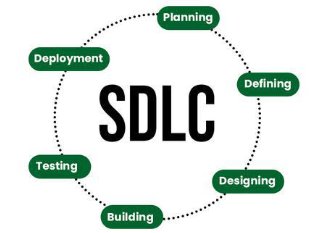 Planning
Defining
Designing
Building
Testing
Deployment
SDLC